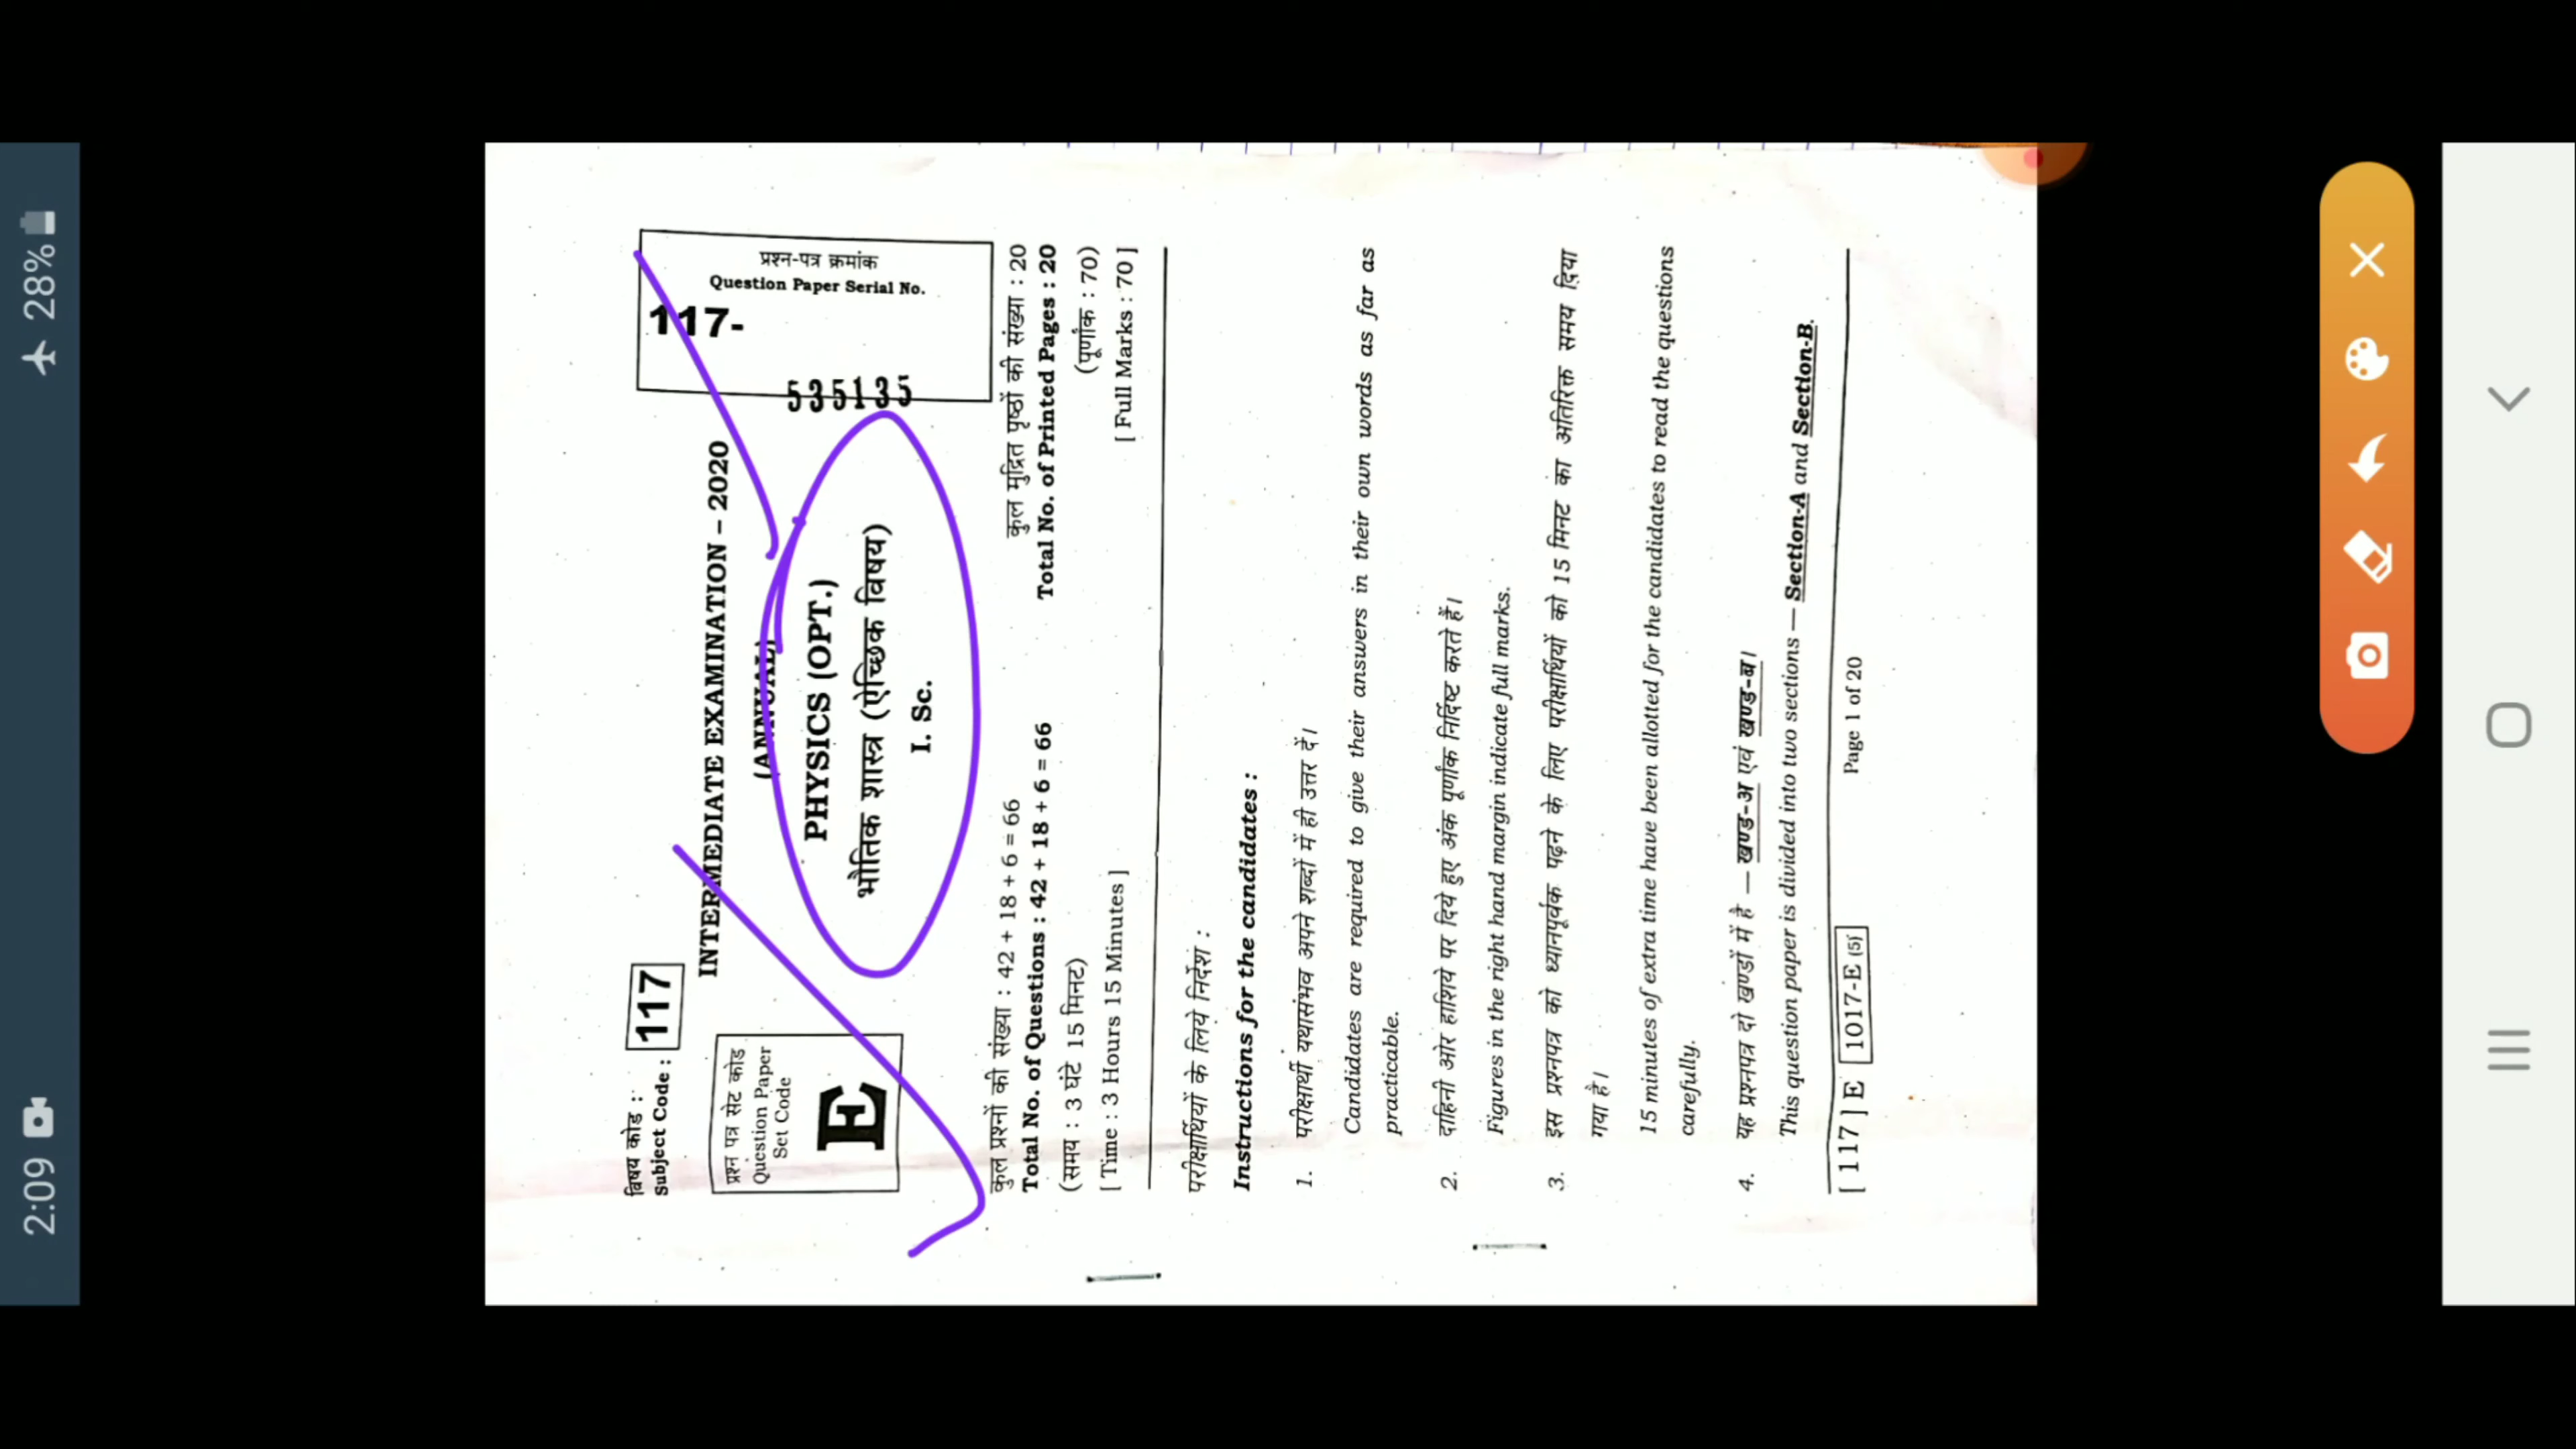 2:09
28%
विषय कोड :
Subject Code :
117
प्रश्न पत्र सेट कोड
Question Paper
Set Code
E
INTERMEDIATE EXAMINATION – 2020
(ANNUAL)
PHYSICS (OPT.)
भौतिक शास्त्र (ऐच्छिक विषय)
I. Sc.
प्रश्न-पत्र क्रमांक
Question Paper Serial No.
117-
535135
कुल प्रश्नों की संख्या : 42 + 18 + 6 = 66
कुल मुद्रित पृष्ठों की संख्या : 20
Total No. of Questions : 42 + 18 + 6 = 66
Total No. of Printed Pages : 20
(समय : 3 घंटे 15 मिनट)
(पूर्णांक : 70)
[ Time : 3 Hours 15 Minutes ]
[ Full Marks : 70 ]
परीक्षार्थियों के लिये निर्देश :
Instructions for the candidates :
1. परीक्षार्थी यथासंभव अपने शब्दों में ही उत्तर दें।
Candidates are required to give their answers in their own words as far as
practicable.
2. दाहिनी ओर हाशिये पर दिये हुए अंक पूर्णांक निर्दिष्ट करते हैं।
Figures in the right hand margin indicate full marks.
3. इस प्रश्नपत्र को ध्यानपूर्वक पढ़ने के लिए परीक्षार्थियों को 15 मिनट का अतिरिक्त समय दिया
गया है।
15 minutes of extra time have been allotted for the candidates to read the questions
carefully.
4. यह प्रश्नपत्र दो खण्डों में है — खण्ड-अ एवं खण्ड-ब।
This question paper is divided into two sections — Section-A and Section-B.
[ 117 ] E 1017-E (5)
Page 1 of 20